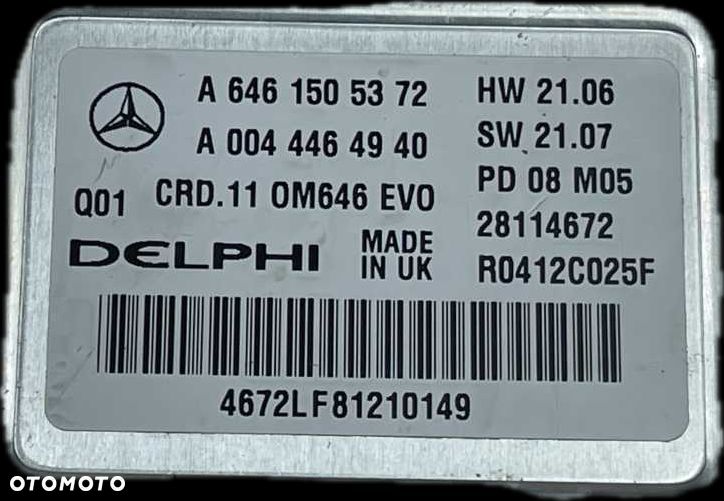 A 646 150 53 72
HW 21.06
A 004 446 49 40
SW 21.07
Q01
CRD.11 OM646 EVO
PD 08 M05
28114672
DELPHI
MADE
IN UK
R0412C025F
4672LF81210149
OTOMOTO